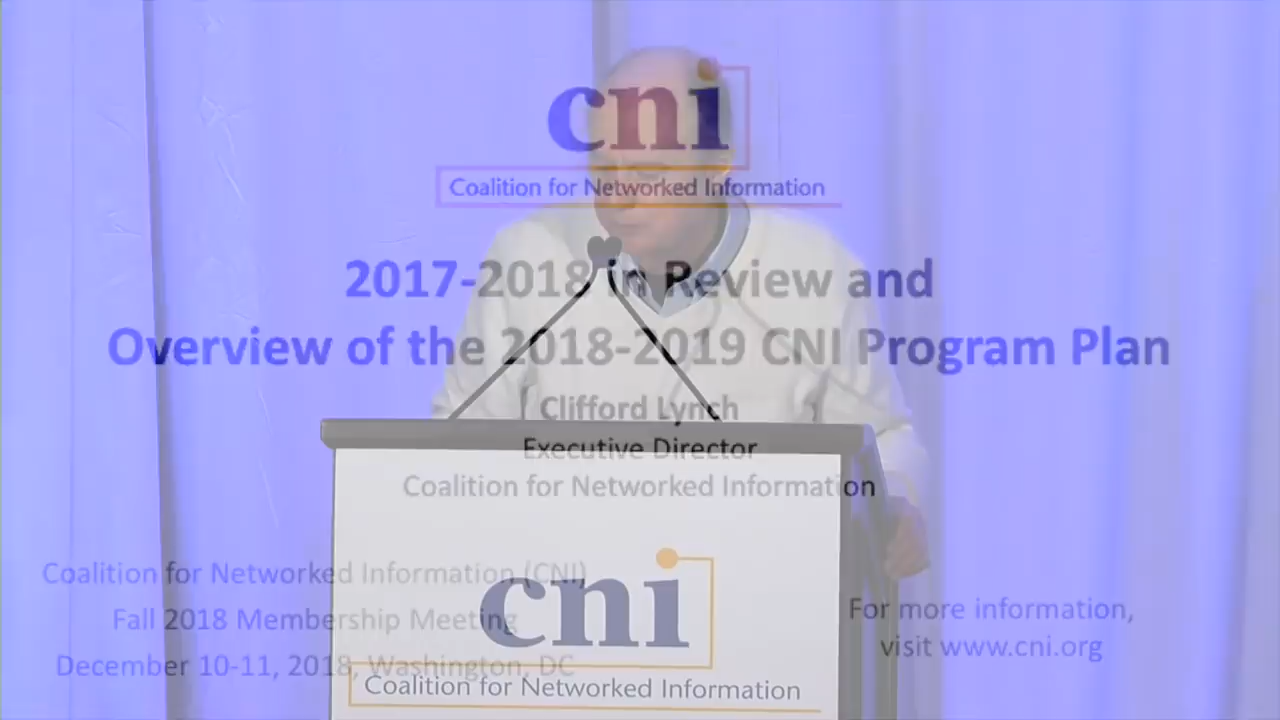 cni
Coalition for Networked Information
2017-2018 in Review and
Overview of the 2018-2019 CNI Program Plan
Clifford Lynch
Executive Director
Coalition for Networked Information
Coalition for Networked Information (CNI)
Fall 2018 Membership Meeting
December 10-11, 2018, Washington, DC
For more information,
visit www.cni.org
cni
Coalition for Networked Information